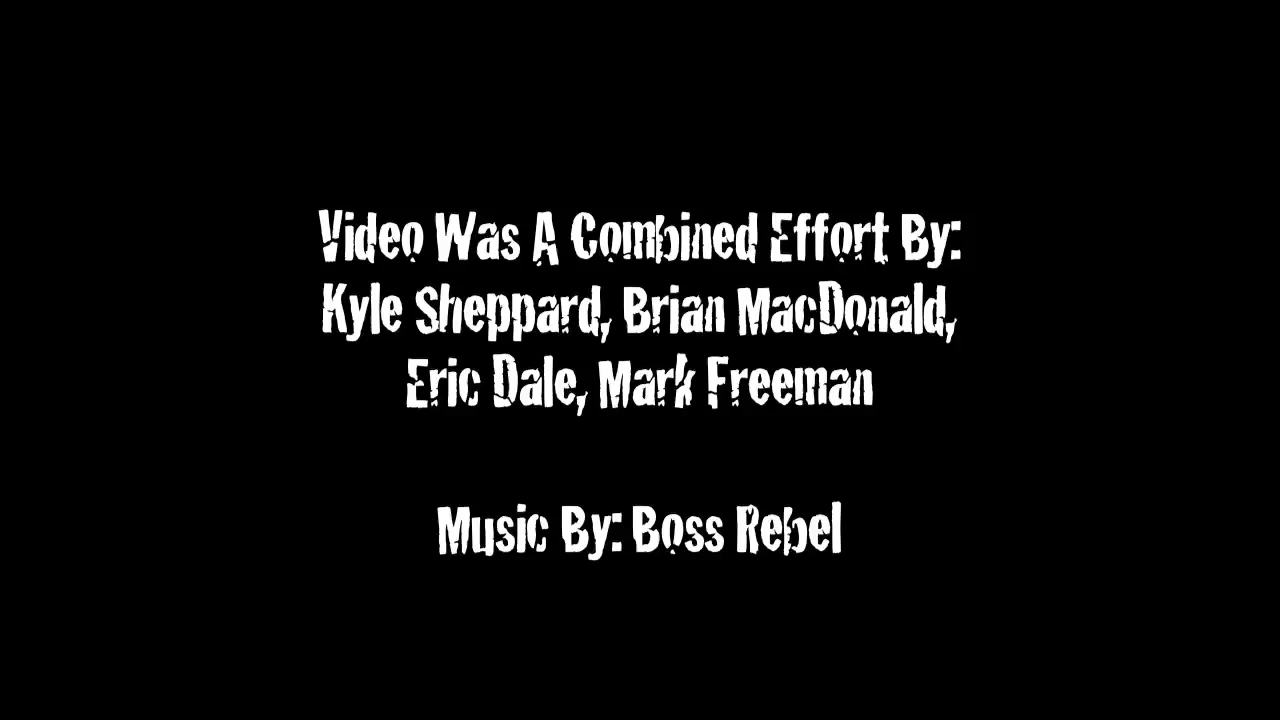 Video Was A Combined Effort By:
Kyle Sheppard, Brian MacDonald,
Eric Dale, Mark Freeman
Music By: Boss Rebel